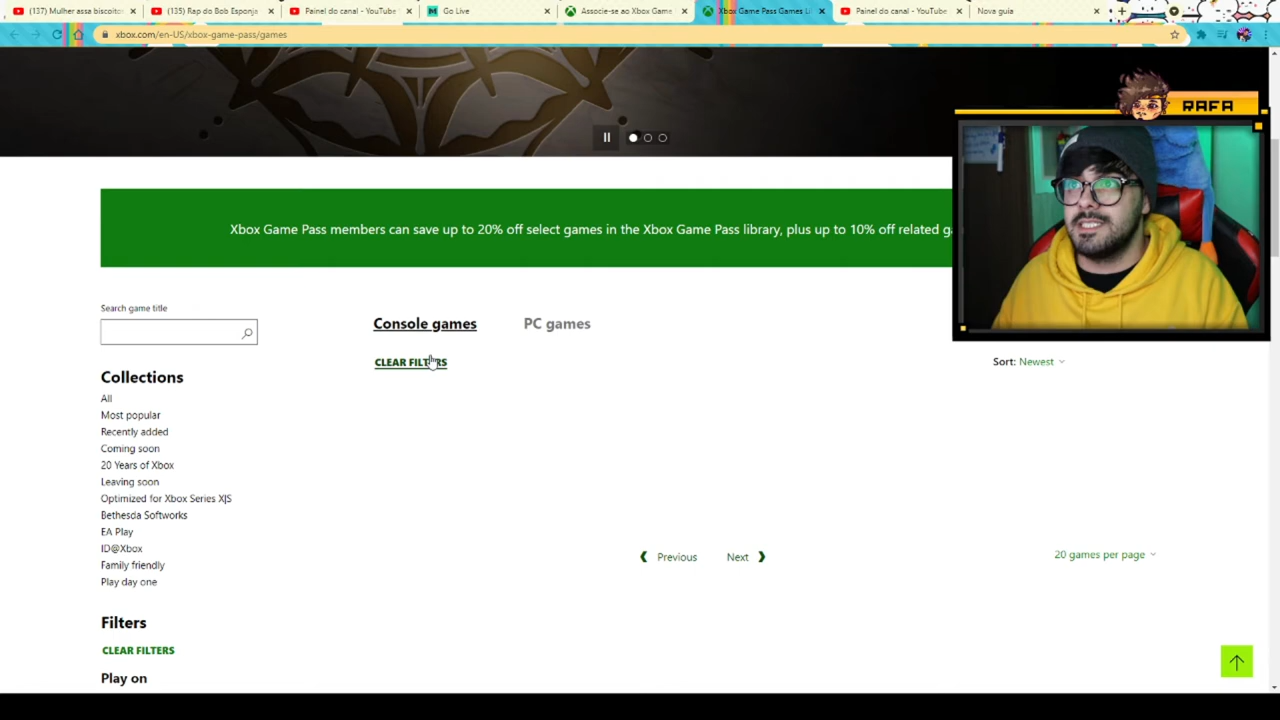 (137) Mulher assa biscoitos
(135) Rap do Bob Esponja
Painel do canal - YouTube
Go Live
Associe-se ao Xbox Game
Xbox Game Pass Games Li
Painel do canal - YouTube
Nova guia
xbox.com/en-US/xbox-game-pass/games
RAFA
Xbox Game Pass members can save up to 20% off select games in the Xbox Game Pass library, plus up to 10% off related ga
Search game title
Console games
PC games
CLEAR FILTERS
Sort: Newest
Collections
All
Most popular
Recently added
Coming soon
20 Years of Xbox
Leaving soon
Optimized for Xbox Series X|S
Bethesda Softworks
EA Play
ID@Xbox
Family friendly
Play day one
Previous
Next
20 games per page
Filters
CLEAR FILTERS
Play on